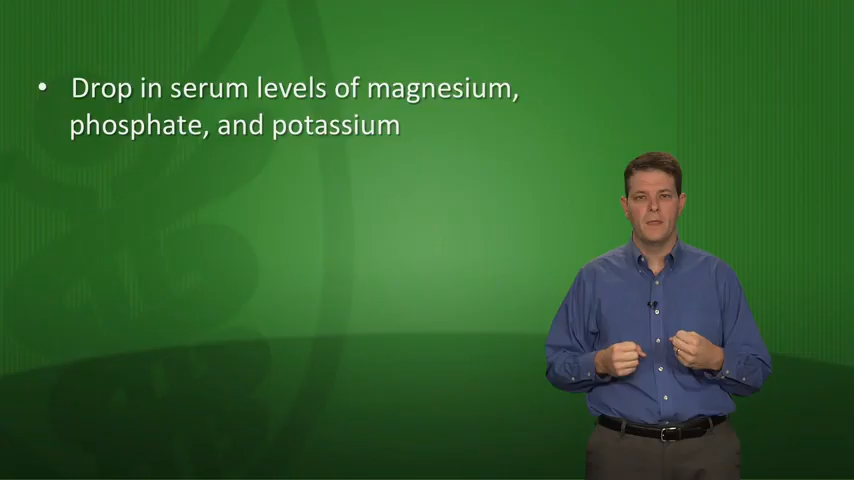 • Drop in serum levels of magnesium,
phosphate, and potassium